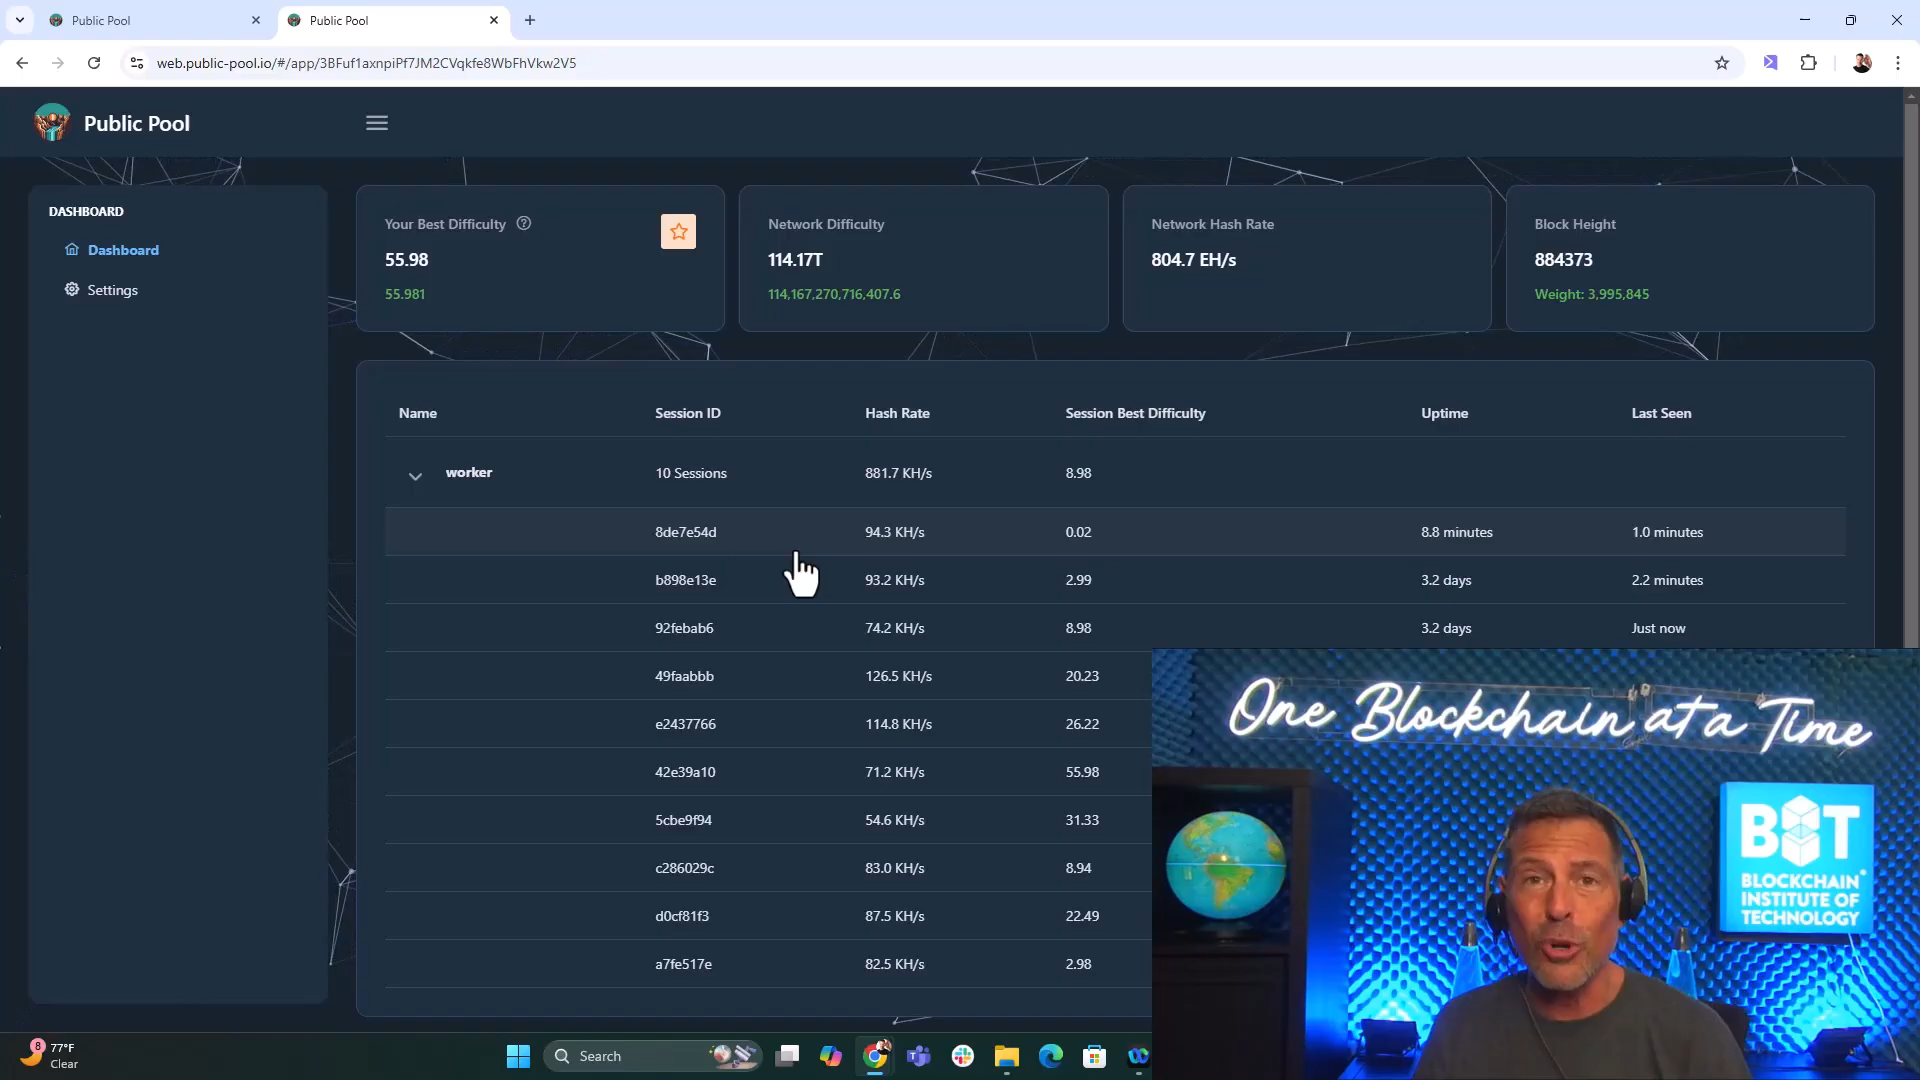 Public Pool
Public Pool
web.public-pool.io/#/app/3BFuf1axnpiPf7JM2CVqkfe8WbFhVkw2V5
Public Pool
DASHBOARD
Dashboard
Settings
Your Best Difficulty
55.98
55.981
Network Difficulty
114.17T
114,167,270,716,407.6
Network Hash Rate
804.7 EH/s
Block Height
884373
Weight: 3,995,845
Name Session ID Hash Rate Session Best Difficulty Uptime Last Seen
worker 10 Sessions 881.7 KH/s 8.98
8de7e54d 94.3 KH/s 0.02 8.8 minutes 1.0 minutes
b898e13e 93.2 KH/s 2.99 3.2 days 2.2 minutes
92febab6 74.2 KH/s 8.98 3.2 days Just now
49faabbb 126.5 KH/s 20.23
e2437766 114.8 KH/s 26.22
42e39a10 71.2 KH/s 55.98
5cbe9f94 54.6 KH/s 31.33
c286029c 83.0 KH/s 8.94
d0cf81f3 87.5 KH/s 22.49
a7fe517e 82.5 KH/s 2.98
One Blockchain at a Time
BOT
BLOCKCHAIN
INSTITUTE OF
TECHNOLOGY
8
77°F
Clear
Search